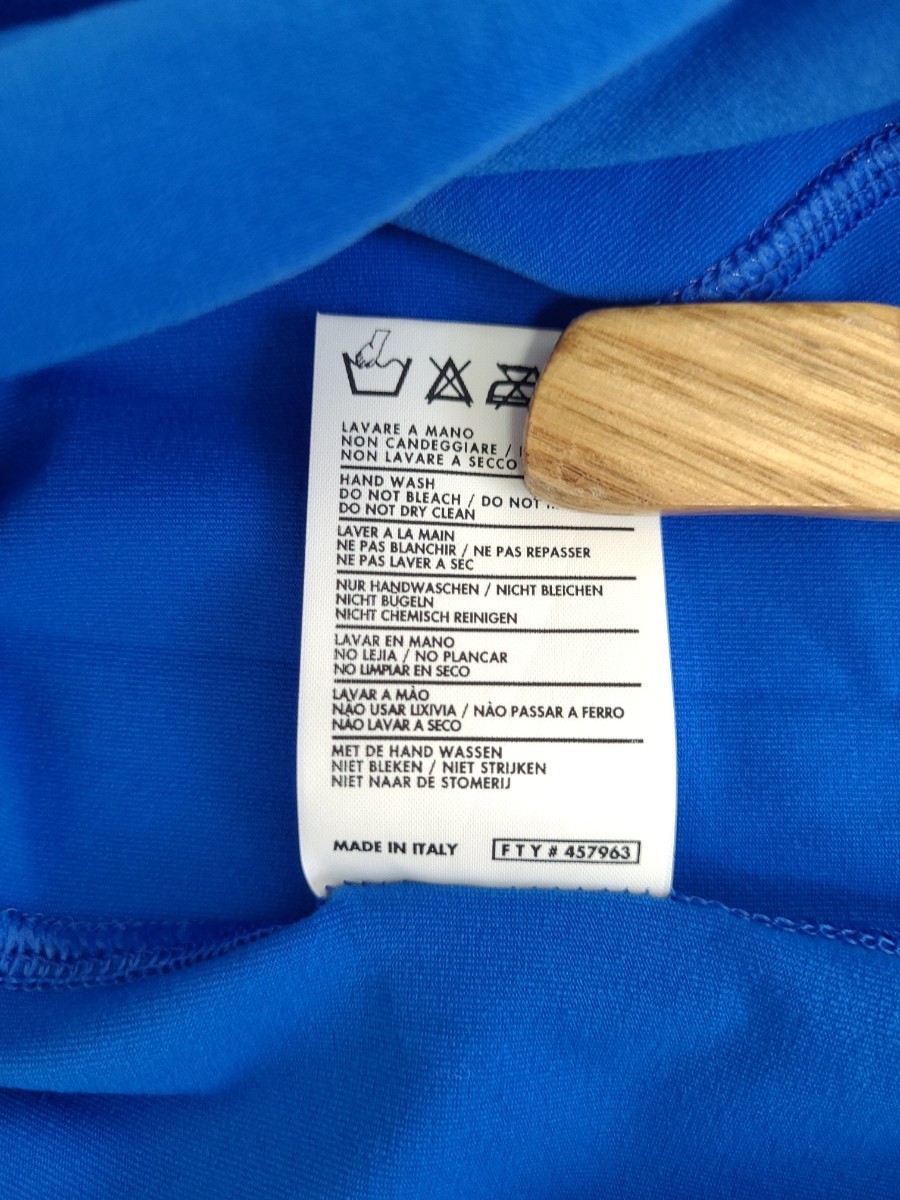 LAVARE A MANO
NON CANDEGGIARE /
NON LAVARE A SECCO
HAND WASH
DO NOT BLEACH / DO NOT
DO NOT DRY CLEAN
LAVER A LA MAIN
NE PAS BLANCHIR / NE PAS REPASSER
NE PAS LAVER A SEC
NUR HANDWASCHEN / NICHT BLEICHEN
NICHT BÜGELN
NICHT CHEMISCH REINIGEN
LAVAR EN MANO
NO LEJIA / NO PLANCAR
NO LIMPIAR EN SECO
LAVAR A MÀO
NÀO USAR LIXIVIA / NÀO PASSAR A FERRO
NÀO LAVAR A SECO
MET DE HAND WASSEN
NIET BLEKEN / NIET STRIJKEN
NIET NAAR DE STOMERIJ
MADE IN ITALY
FTY # 457963